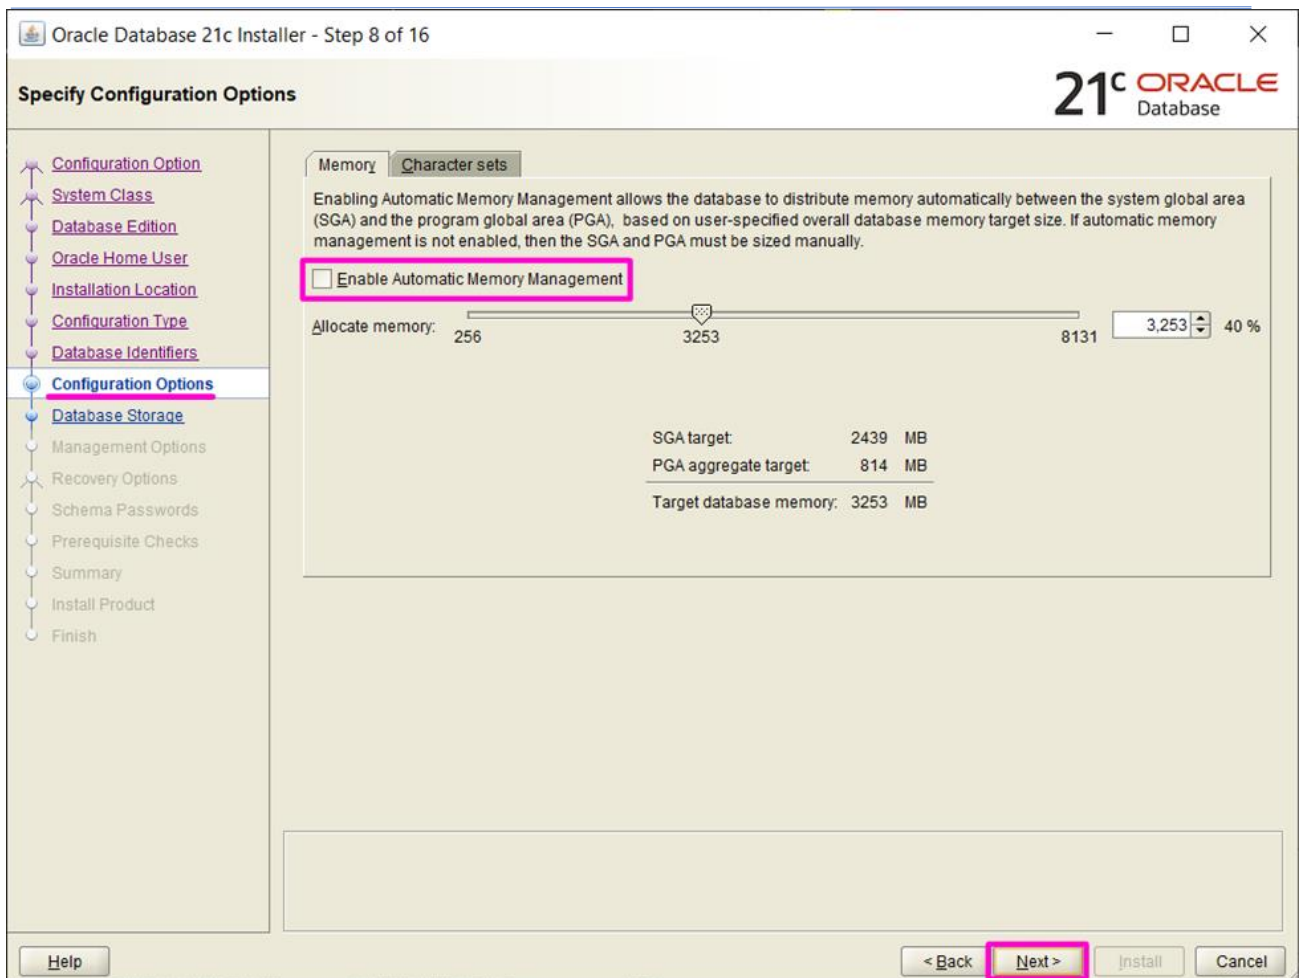 Oracle Database 21c Installer - Step 8 of 16
Specify Configuration Options
21c ORACLE
Database
Configuration Option
System Class
Database Edition
Oracle Home User
Installation Location
Configuration Type
Database Identifiers
Configuration Options
Database Storage
Management Options
Recovery Options
Schema Passwords
Prerequisite Checks
Summary
Install Product
Finish
Memory Character sets
Enabling Automatic Memory Management allows the database to distribute memory automatically between the system global area
(SGA) and the program global area (PGA), based on user-specified overall database memory target size. If automatic memory
management is not enabled, then the SGA and PGA must be sized manually.
Enable Automatic Memory Management
Allocate memory: 256 3253 8131 3,253 40 %
SGA target: 2439 MB
PGA aggregate target: 814 MB
Target database memory: 3253 MB
Help < Back Next > Install Cancel